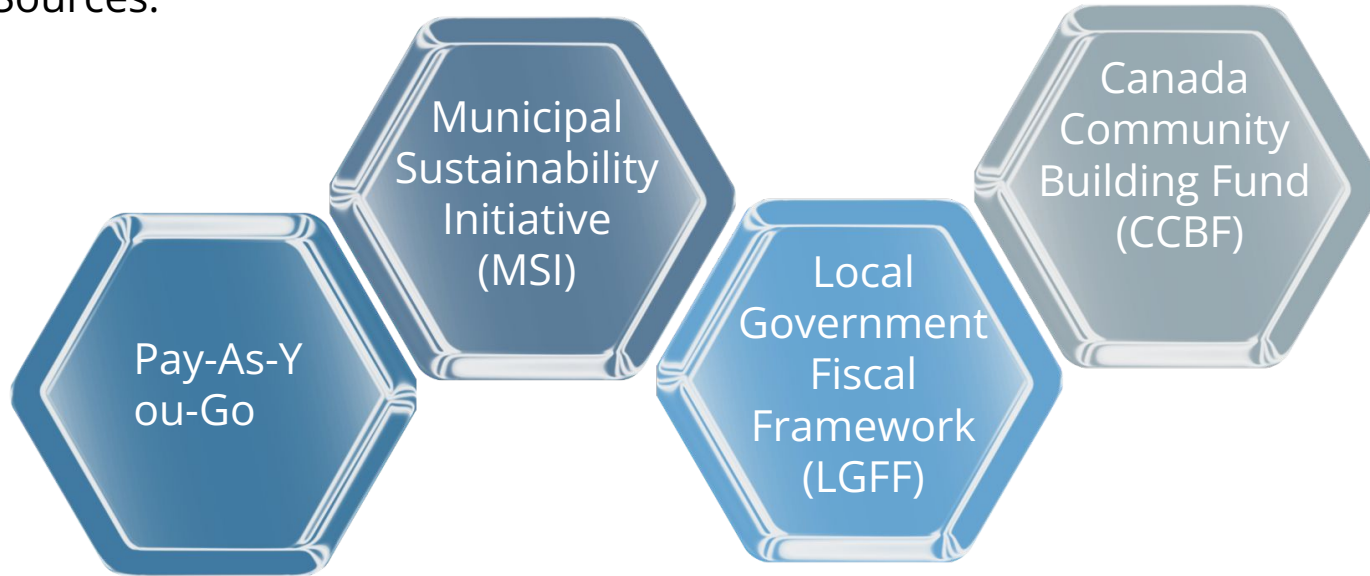 Sources:
Pay-As-Y
ou-Go
Municipal
Sustainability
Initiative
(MSI)
Local
Government
Fiscal
Framework
(LGFF)
Canada
Community
Building Fund
(CCBF)